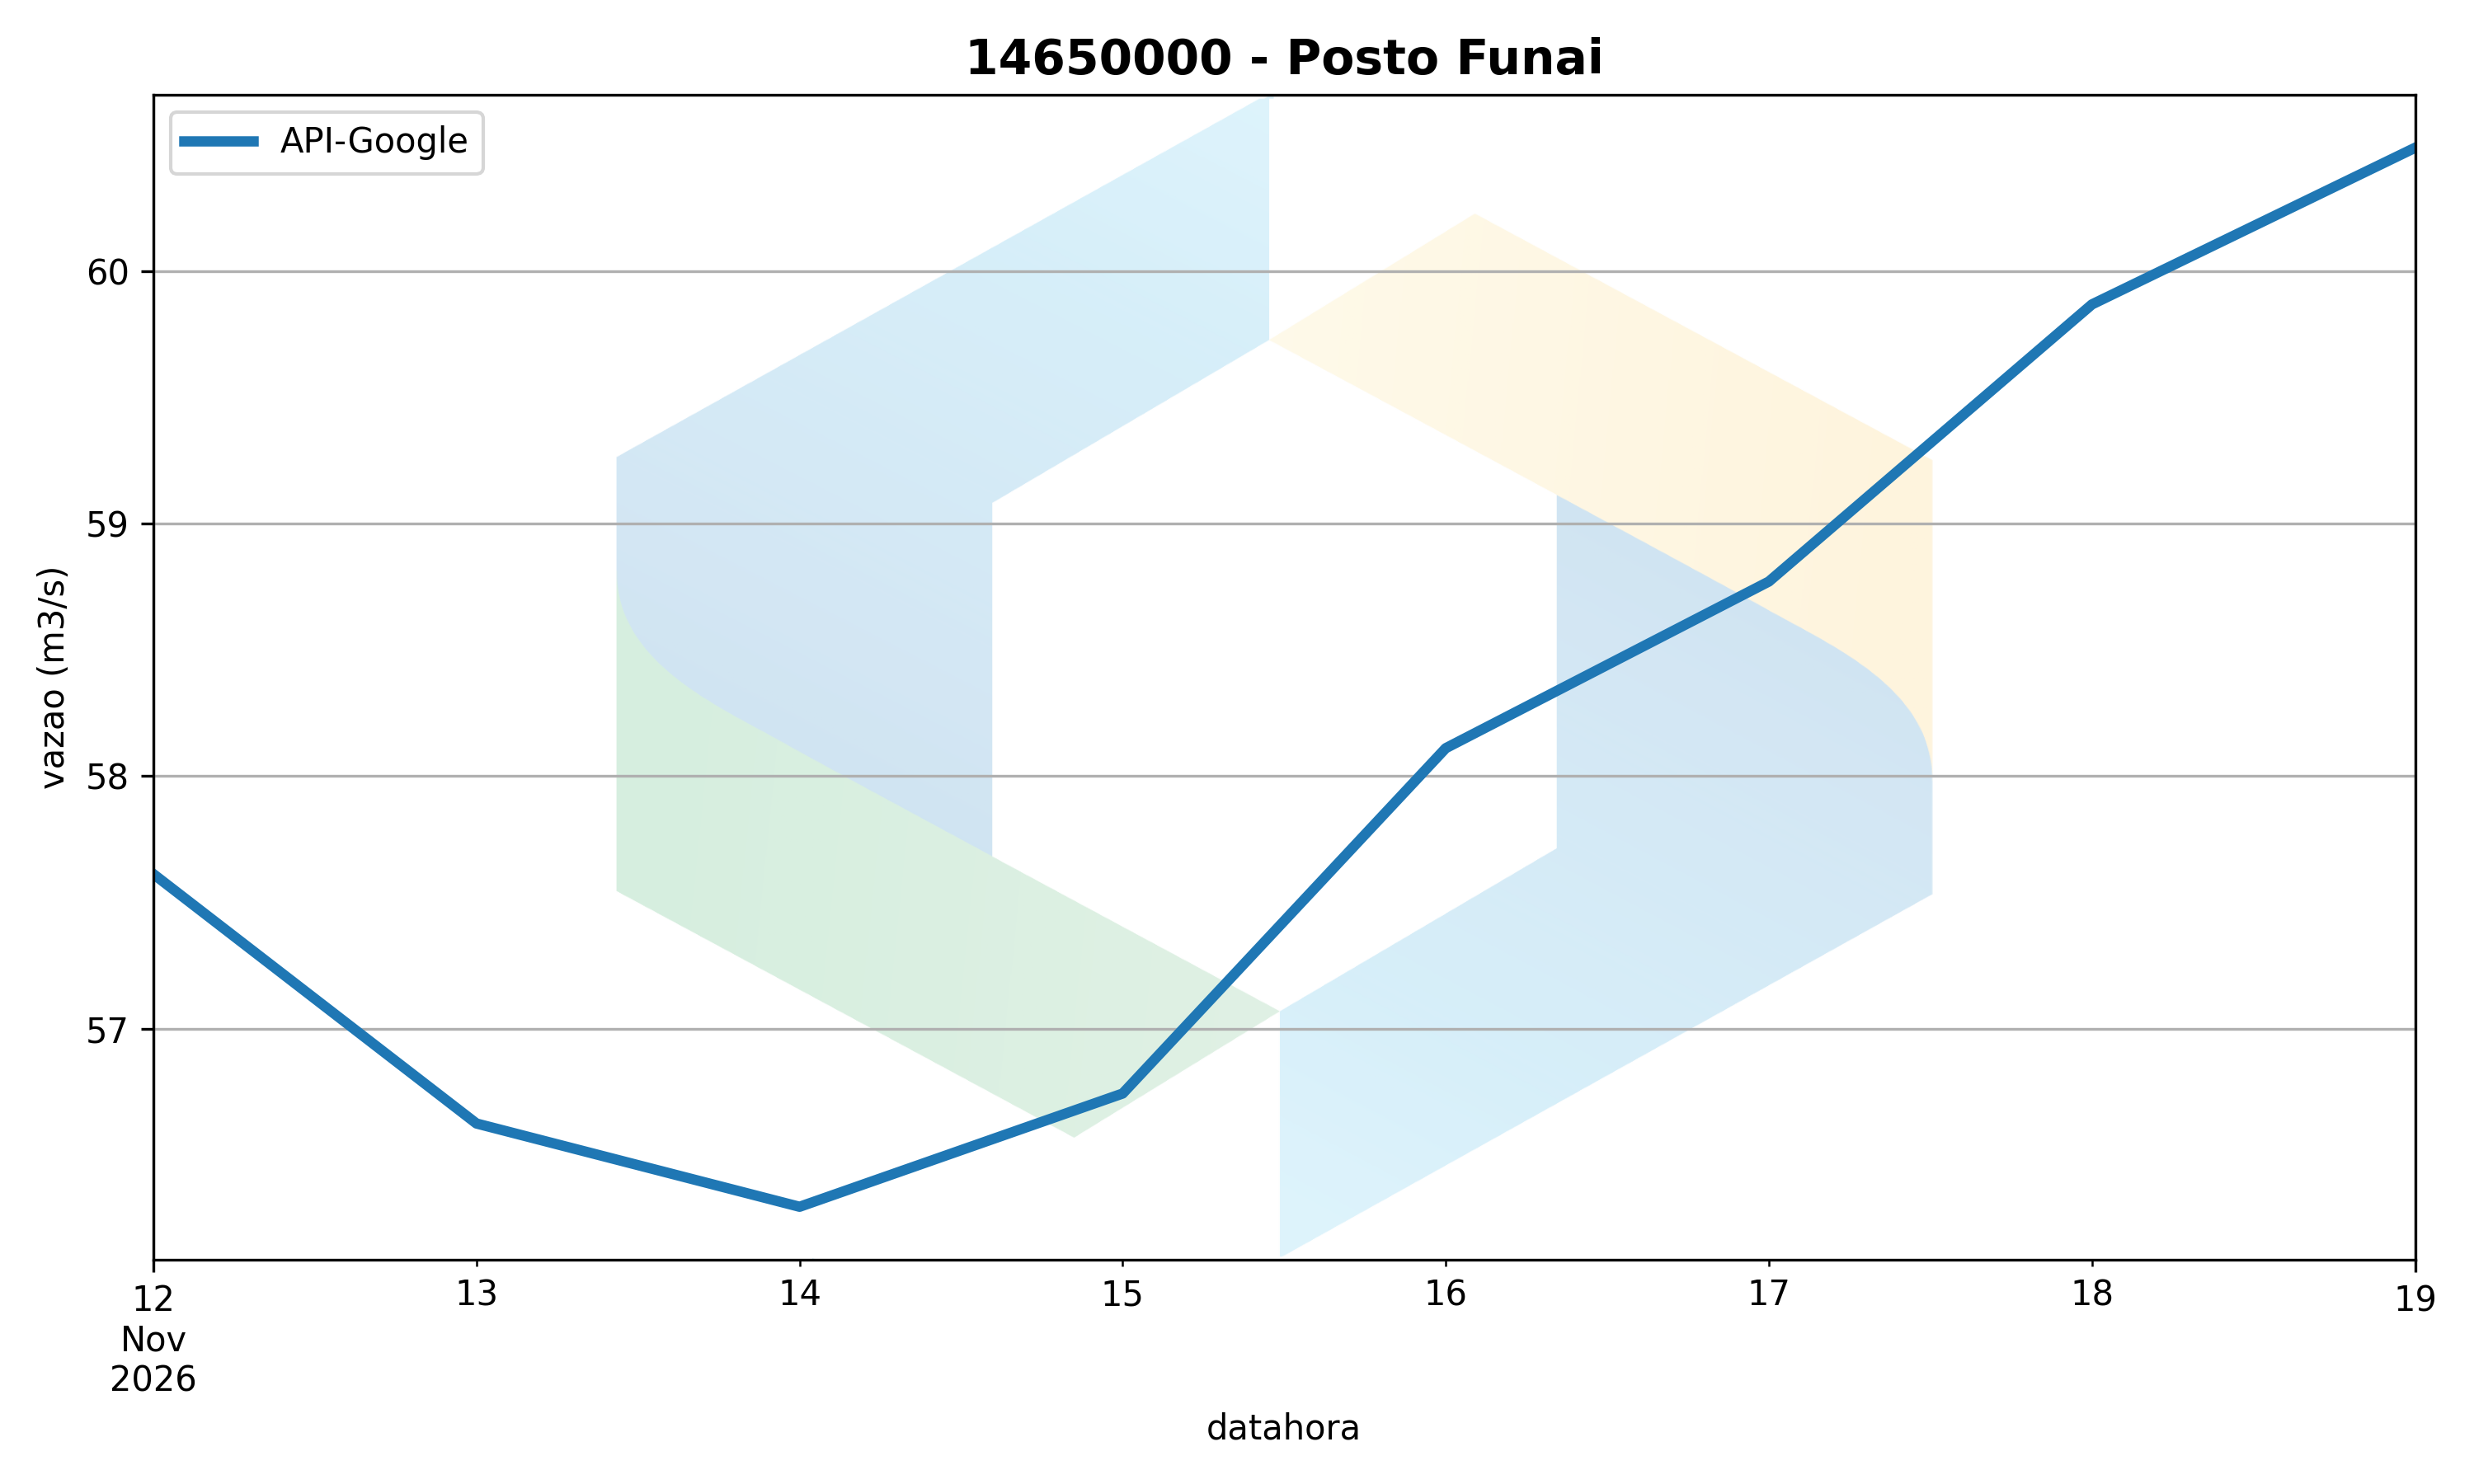 14650000 - Posto Funai
API-Google
vazao (m3/s)
60
59
58
57
12 13 14 15 16 17 18 19
Nov
2026
datahora